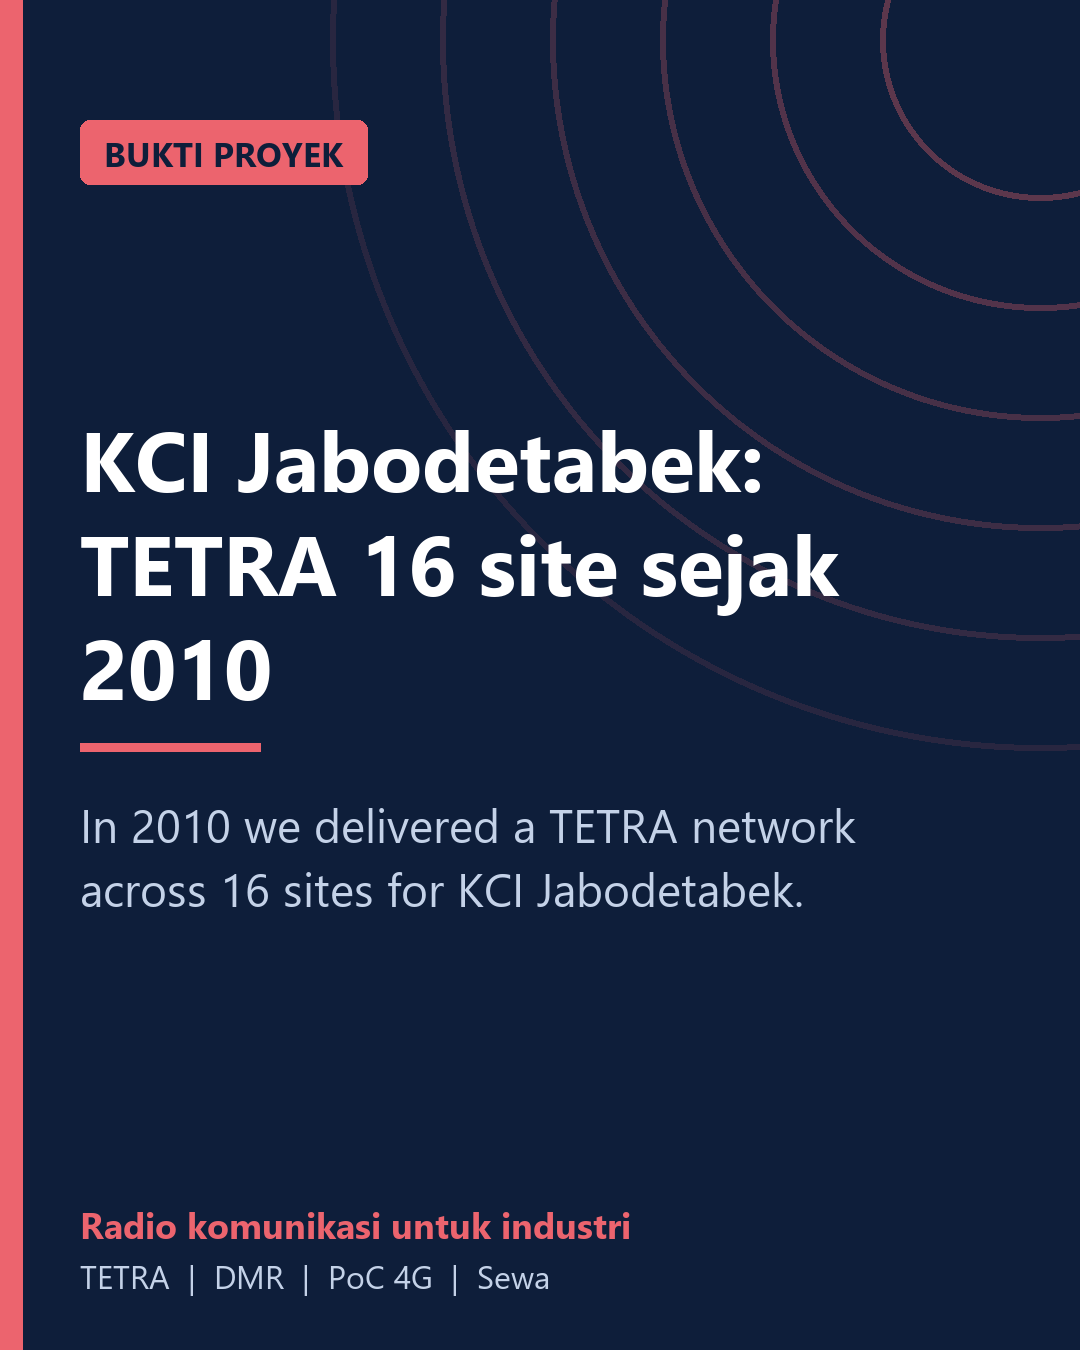 BUKTI PROYEK
KCI Jabodetabek:
TETRA 16 site sejak
2010
In 2010 we delivered a TETRA network
across 16 sites for KCI Jabodetabek.
Radio komunikasi untuk industri
TETRA | DMR | PoC 4G | Sewa